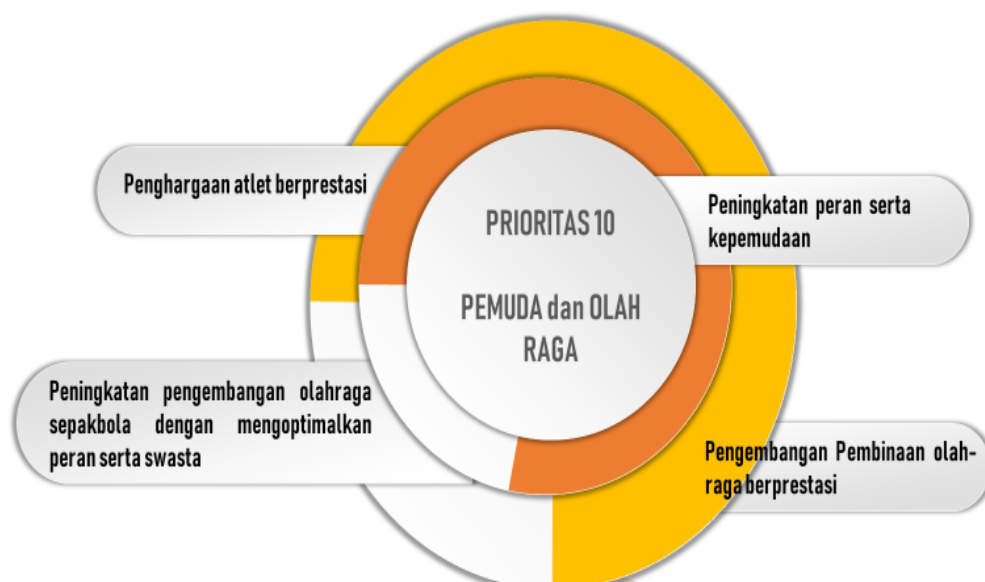 Penghargaan atlet berprestasi
PRIORITAS 10
PEMUDA dan OLAH
RAGA
Peningkatan peran serta
kepemudaan
Peningkatan pengembangan olahraga
sepakbola dengan mengoptimalkan
peran serta swasta
Pengembangan Pembinaan olah-
raga berprestasi